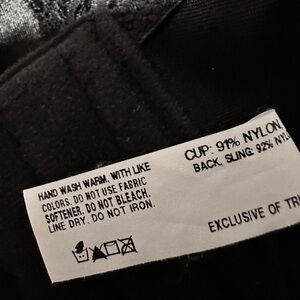 HAND WASH WARM, WITH LIKE
COLORS. DO NOT USE FABRIC
SOFTENER, DO NOT BLEACH.
LINE DRY. DO NOT IRON.
CUP: 91% NYLON
BACK, SLING: 92% NYL
EXCLUSIVE OF TRI